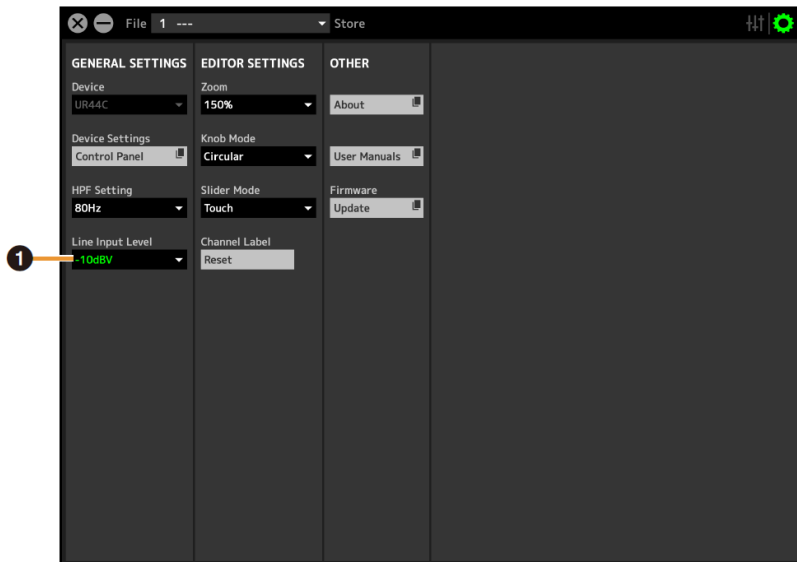 File 1 --- Store
GENERAL SETTINGS
Device
UR44C
Device Settings
Control Panel
HPF Setting
80Hz
Line Input Level
-10dBV
EDITOR SETTINGS
Zoom
150%
Knob Mode
Circular
Slider Mode
Touch
Channel Label
Reset
OTHER
About
User Manuals
Firmware
Update
1